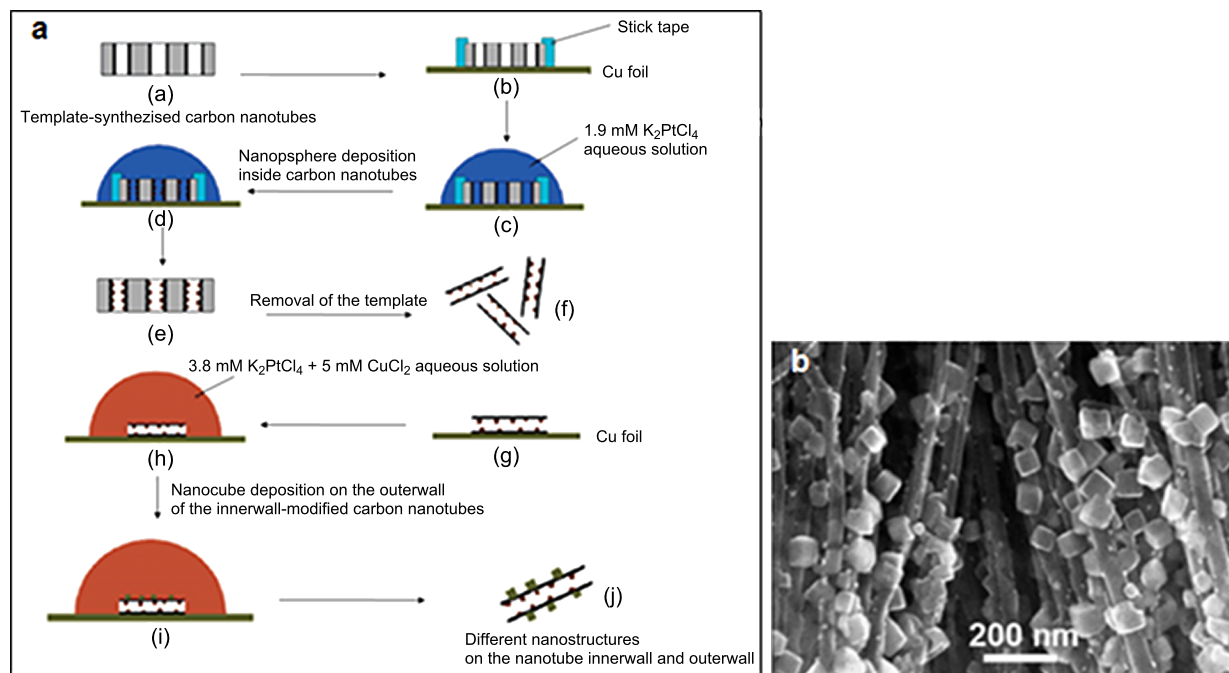 a
Stick tape
Cu foil
(a)
(b)
Template-synthezised carbon nanotubes
1.9 mM K₂PtCl₄
aqueous solution
Nanopsphere deposition
inside carbon nanotubes
(d)
(c)
Removal of the template
(e)
(f)
3.8 mM K₂PtCl₄ + 5 mM CuCl₂ aqueous solution
Cu foil
(h)
(g)
Nanocube deposition on the outerwall
of the innerwall-modified carbon nanotubes
(j)
(i)
Different nanostructures
on the nanotube innerwall and outerwall
b
200 nm